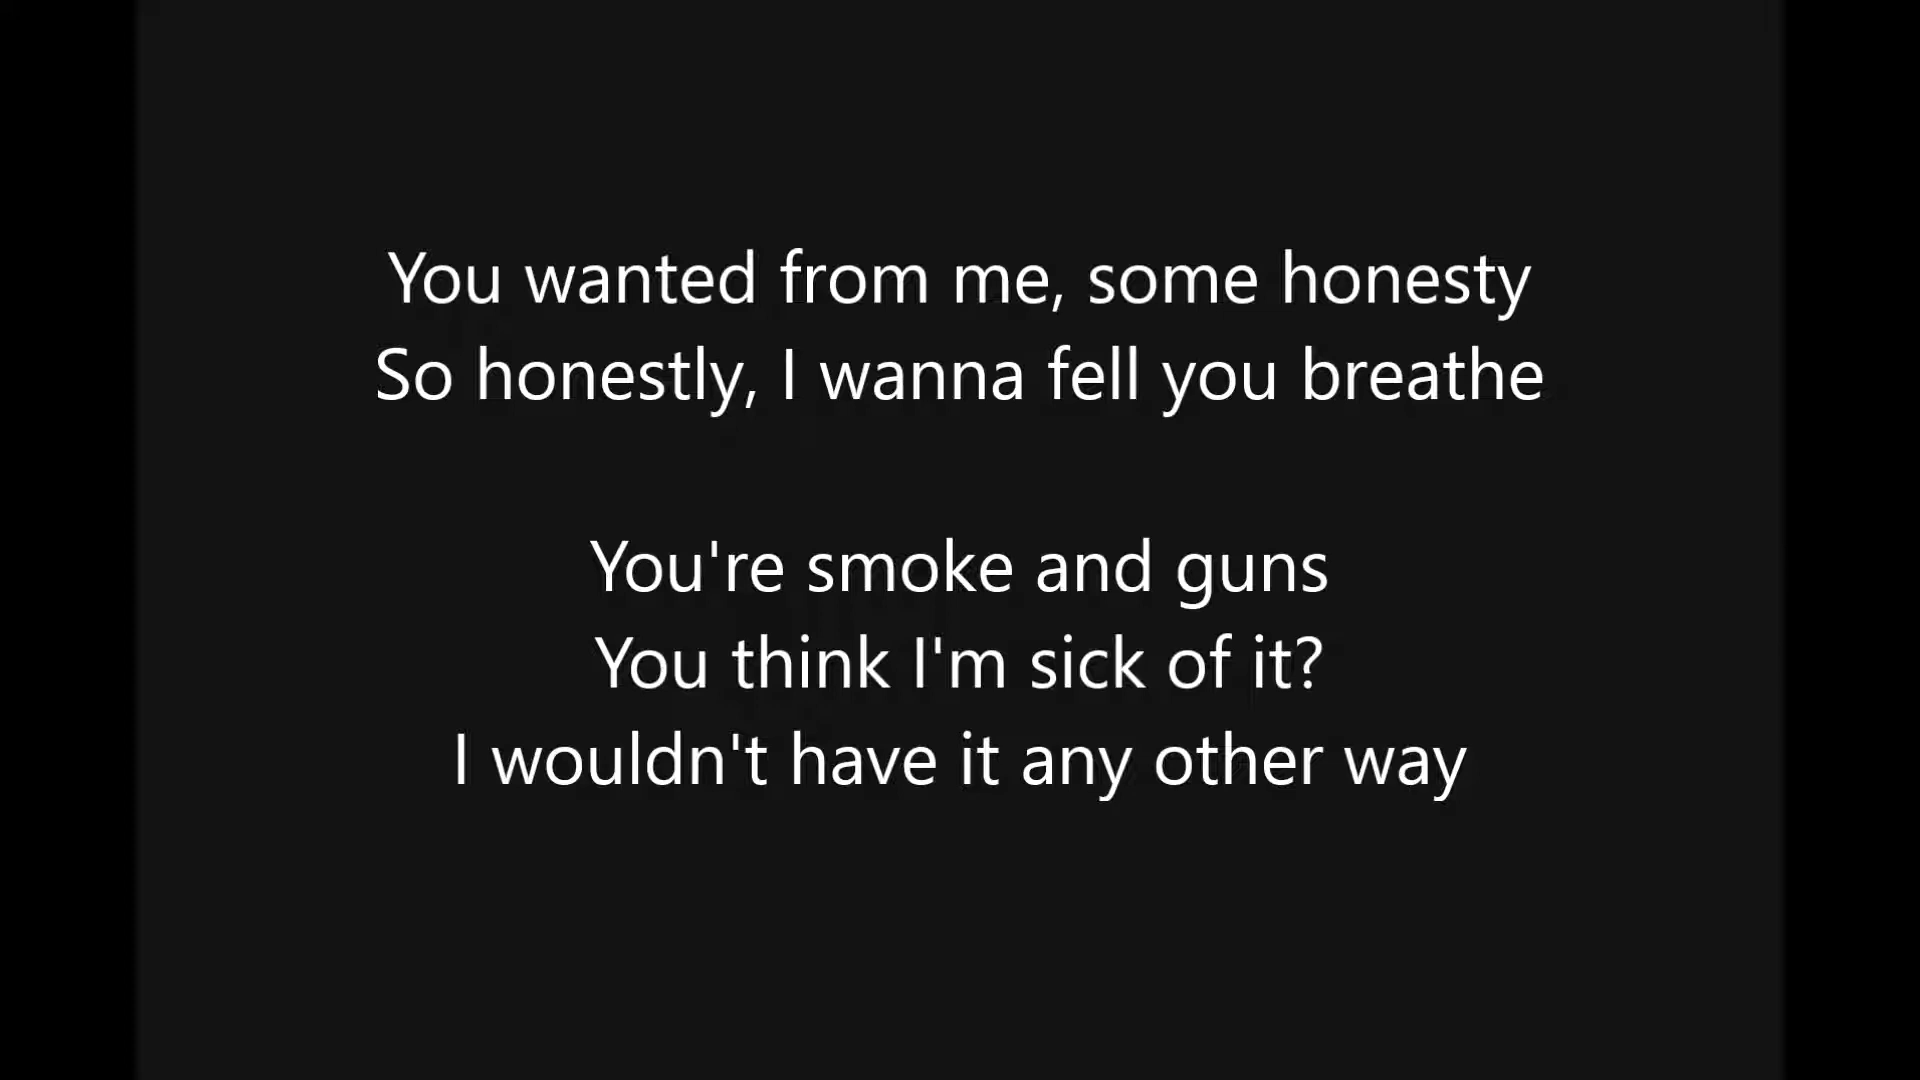 You wanted from me, some honesty
So honestly, I wanna fell you breathe
You're smoke and guns
You think I'm sick of it?
I wouldn't have it any other way